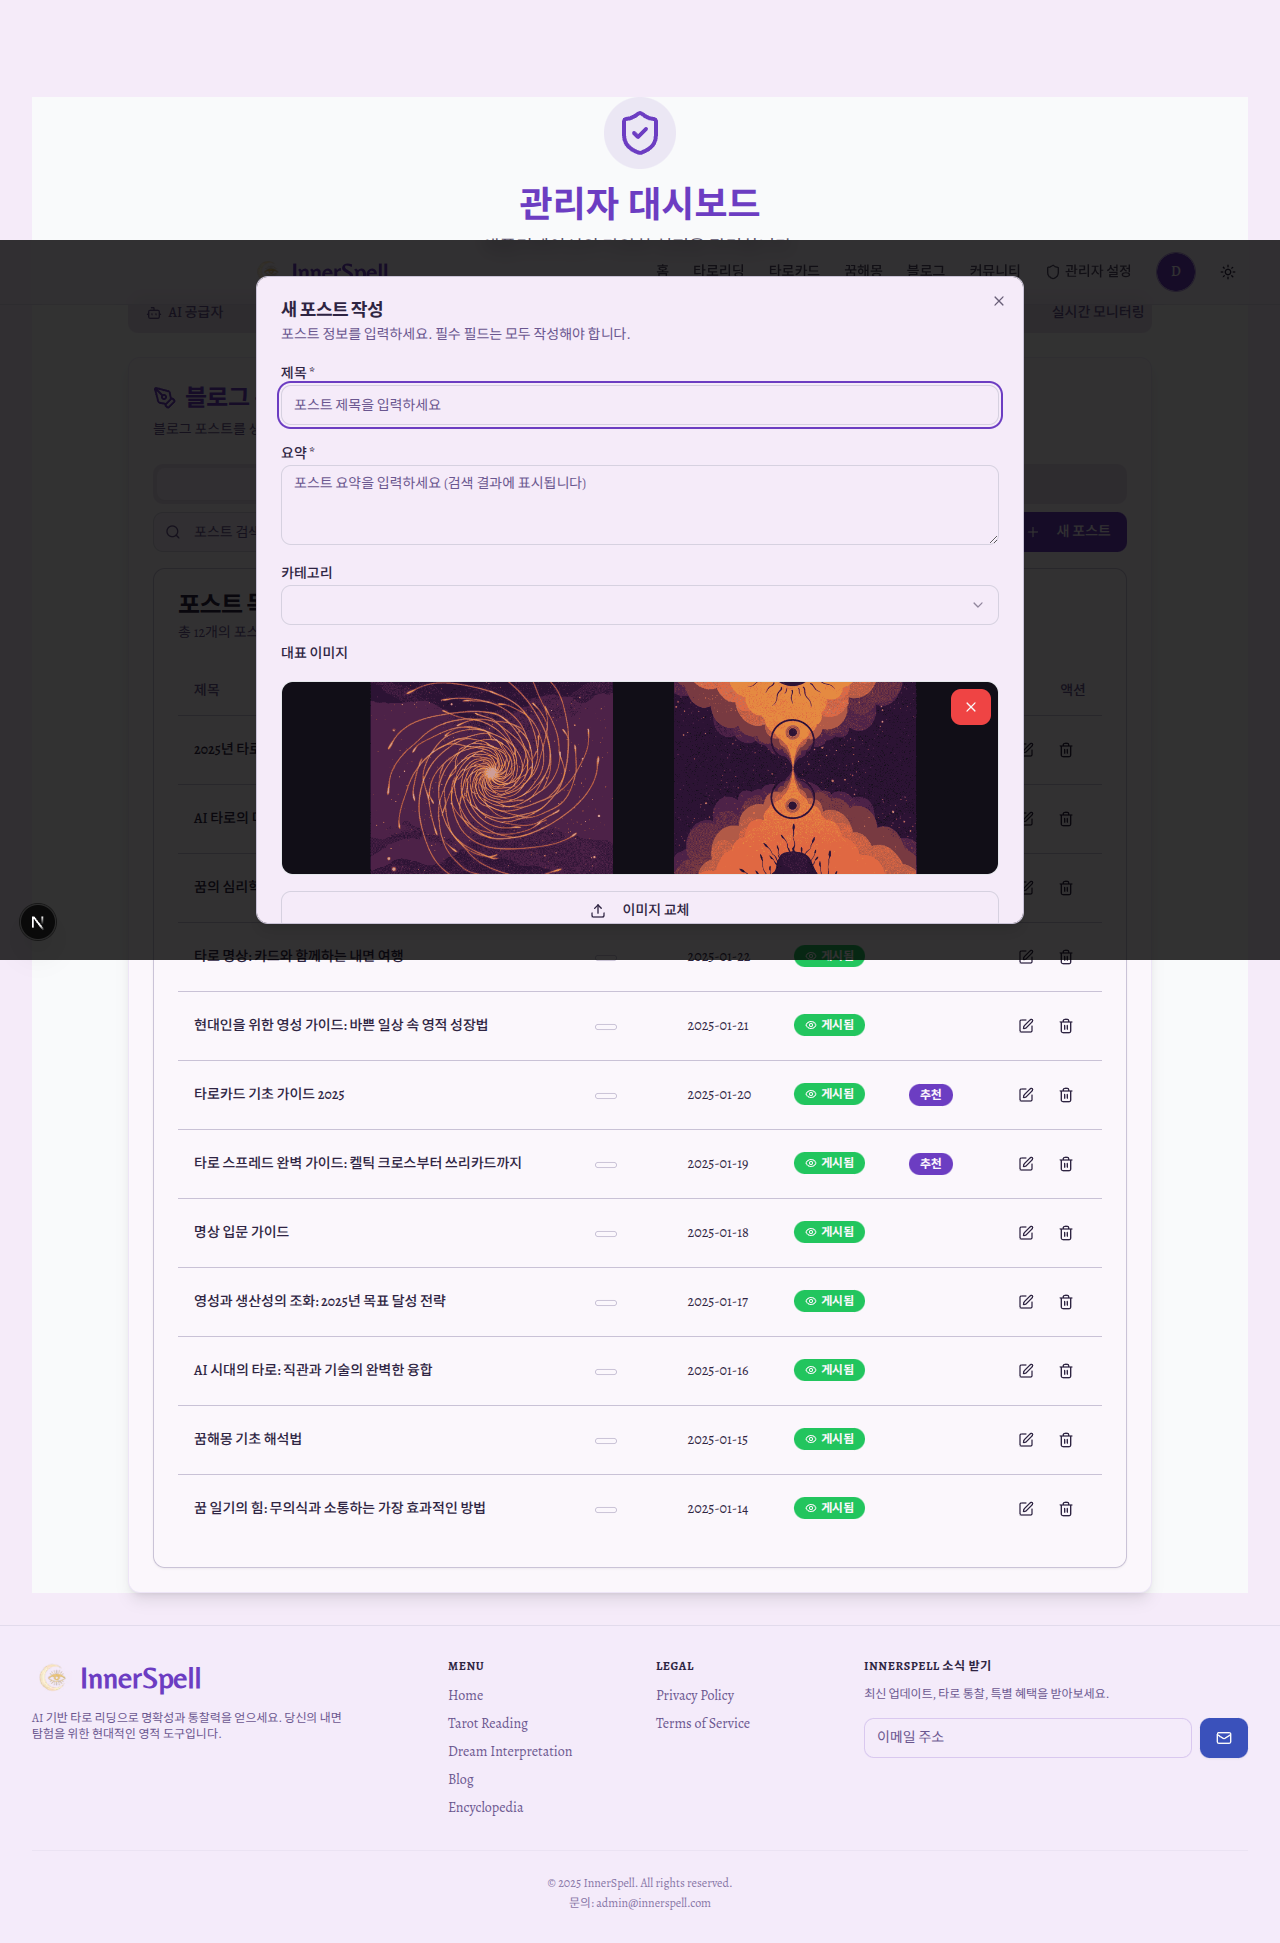 관리자 대시보드
InnerSpell
홈
타로리딩
타로카드
꿈해몽
블로그
커뮤니티
관리자 설정
D
AI 공급자
실시간 모니터링
새 포스트 작성
포스트 정보를 입력하세요. 필수 필드는 모두 작성해야 합니다.
제목 *
포스트 제목을 입력하세요
요약 *
포스트 요약을 입력하세요 (검색 결과에 표시됩니다)
카테고리
대표 이미지
이미지 교체
블로그
블로그 포스트를
포스트 검색
새 포스트
포스트
총 12개의 포스
제목
액션
2025년 타로
AI 타로의
꿈의 심리학
N
타로 명상: 카드와 함께하는 내면 여행
2025-01-22
게시됨
현대인을 위한 영성 가이드: 바쁜 일상 속 영적 성장법
2025-01-21
게시됨
타로카드 기초 가이드 2025
2025-01-20
게시됨
추천
타로 스프레드 완벽 가이드: 켈틱 크로스부터 쓰리카드까지
2025-01-19
게시됨
추천
명상 입문 가이드
2025-01-18
게시됨
영성과 생산성의 조화: 2025년 목표 달성 전략
2025-01-17
게시됨
AI 시대의 타로: 직관과 기술의 완벽한 융합
2025-01-16
게시됨
꿈해몽 기초 해석법
2025-01-15
게시됨
꿈 일기의 힘: 무의식과 소통하는 가장 효과적인 방법
2025-01-14
게시됨
InnerSpell
AI 기반 타로 리딩으로 명확성과 통찰력을 얻으세요. 당신의 내면
탐험을 위한 현대적인 영적 도구입니다.
MENU
Home
Tarot Reading
Dream Interpretation
Blog
Encyclopedia
LEGAL
Privacy Policy
Terms of Service
INNERSPELL 소식 받기
최신 업데이트, 타로 통찰, 특별 혜택을 받아보세요.
이메일 주소
© 2025 InnerSpell. All rights reserved.
문의: admin@innerspell.com